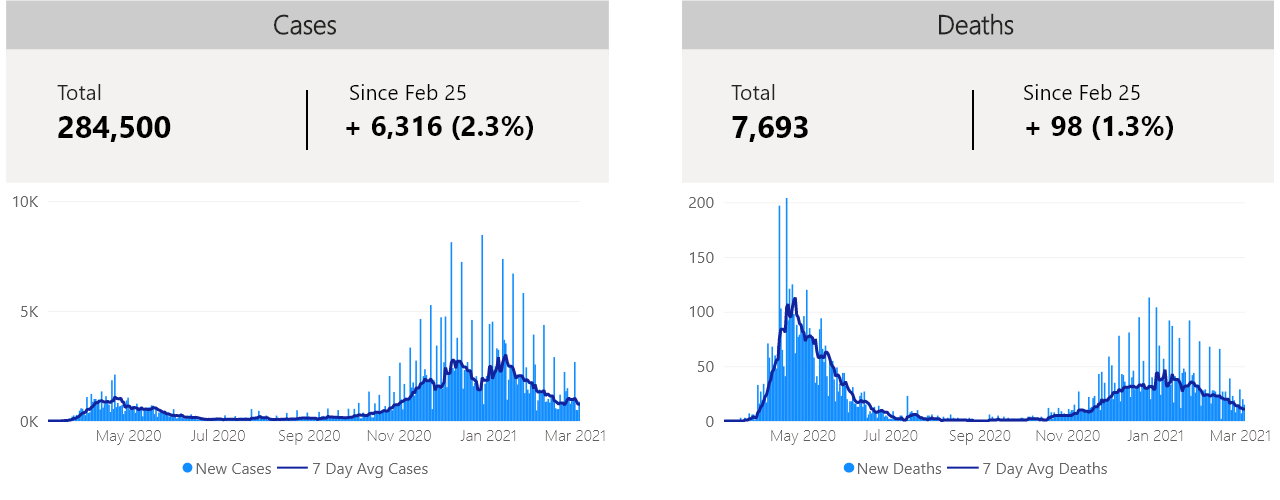 Cases
Total
284,500
Since Feb 25
+ 6,316 (2.3%)
10K
5K
0K
May 2020 Jul 2020 Sep 2020 Nov 2020 Jan 2021 Mar 2021
New Cases 7 Day Avg Cases
Deaths
Total
7,693
Since Feb 25
+ 98 (1.3%)
200
150
100
50
0
May 2020 Jul 2020 Sep 2020 Nov 2020 Jan 2021 Mar 2021
New Deaths 7 Day Avg Deaths